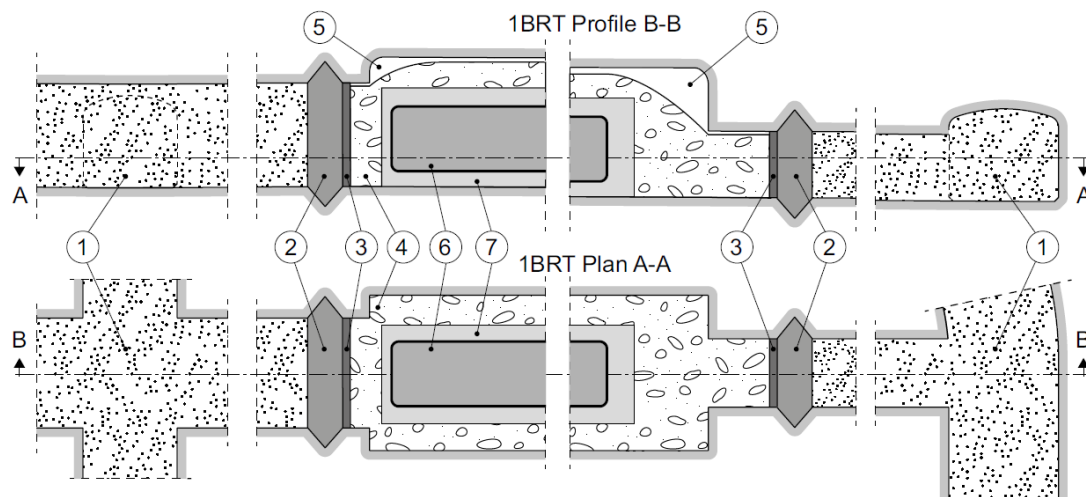 5 1BRT Profile B-B 5
A A
1 2 3 4 6 7 3 2 1
1BRT Plan A-A
B B